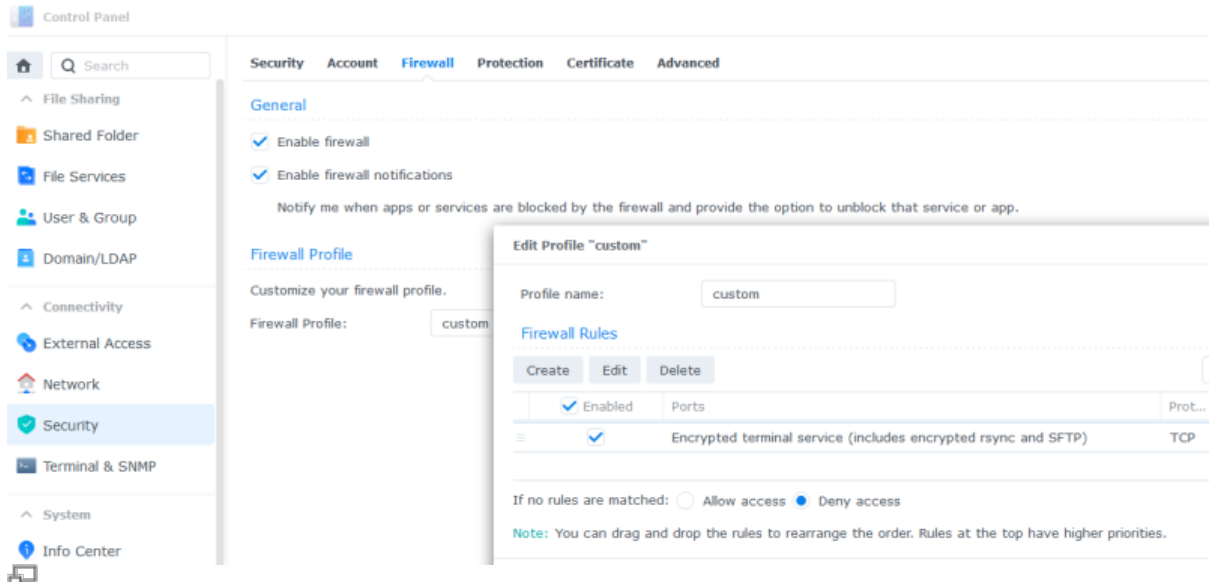 Control Panel
Search
Security Account Firewall Protection Certificate Advanced
File Sharing
General
Shared Folder
Enable firewall
File Services
Enable firewall notifications
Notify me when apps or services are blocked by the firewall and provide the option to unblock that service or app.
User & Group
Edit Profile "custom"
Domain/LDAP
Firewall Profile
Customize your firewall profile.
Profile name: custom
Connectivity
Firewall Profile: custom
Firewall Rules
External Access
Create Edit Delete
Network
Enabled Ports Prot...
Security
Encrypted terminal service (includes encrypted rsync and SFTP) TCP
Terminal & SNMP
If no rules are matched: Allow access Deny access
System
Note: You can drag and drop the rules to rearrange the order. Rules at the top have higher priorities.
Info Center